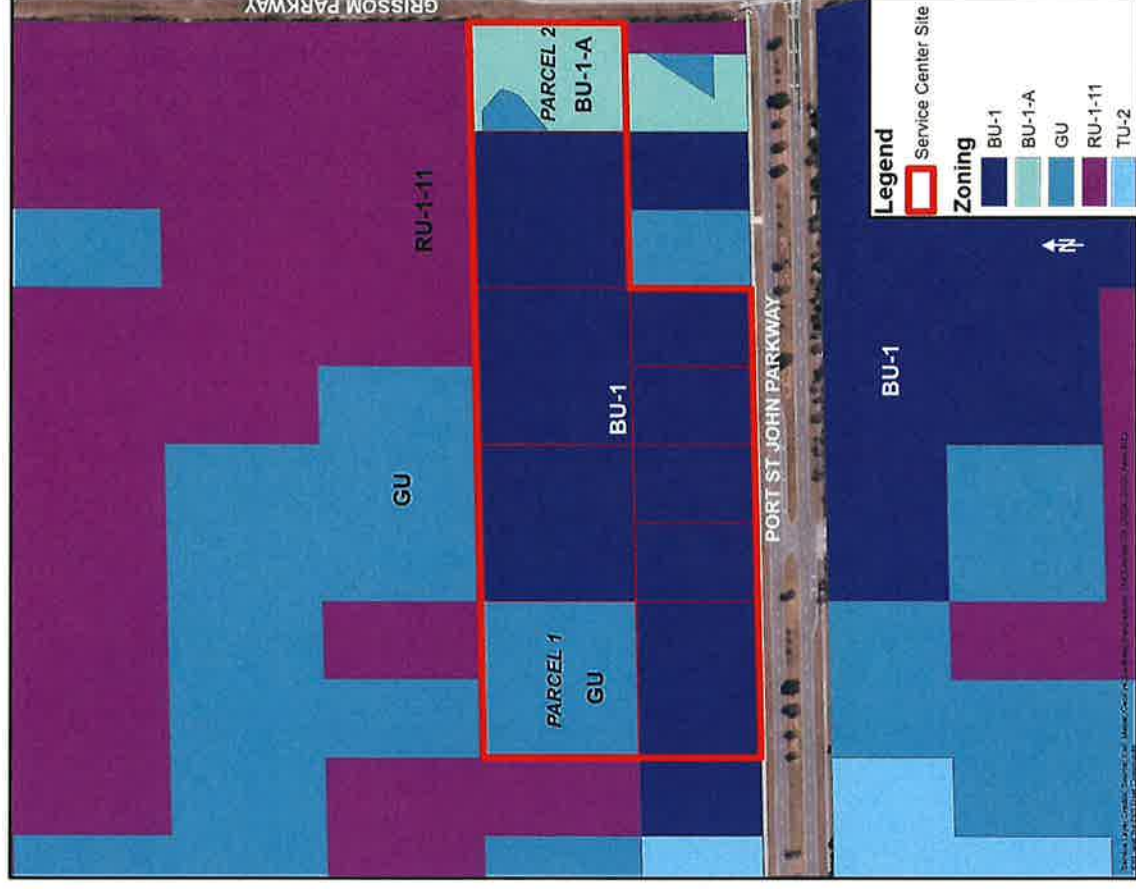 GRISSOM PARKWAY
PARCEL 2
BU-1-A
RU-1-11
GU
BU-1
PARCEL 1
GU
PORT ST JOHN PARKWAY
BU-1
N
Legend
Service Center Site
Zoning
BU-1
BU-1-A
GU
RU-1-11
TU-2